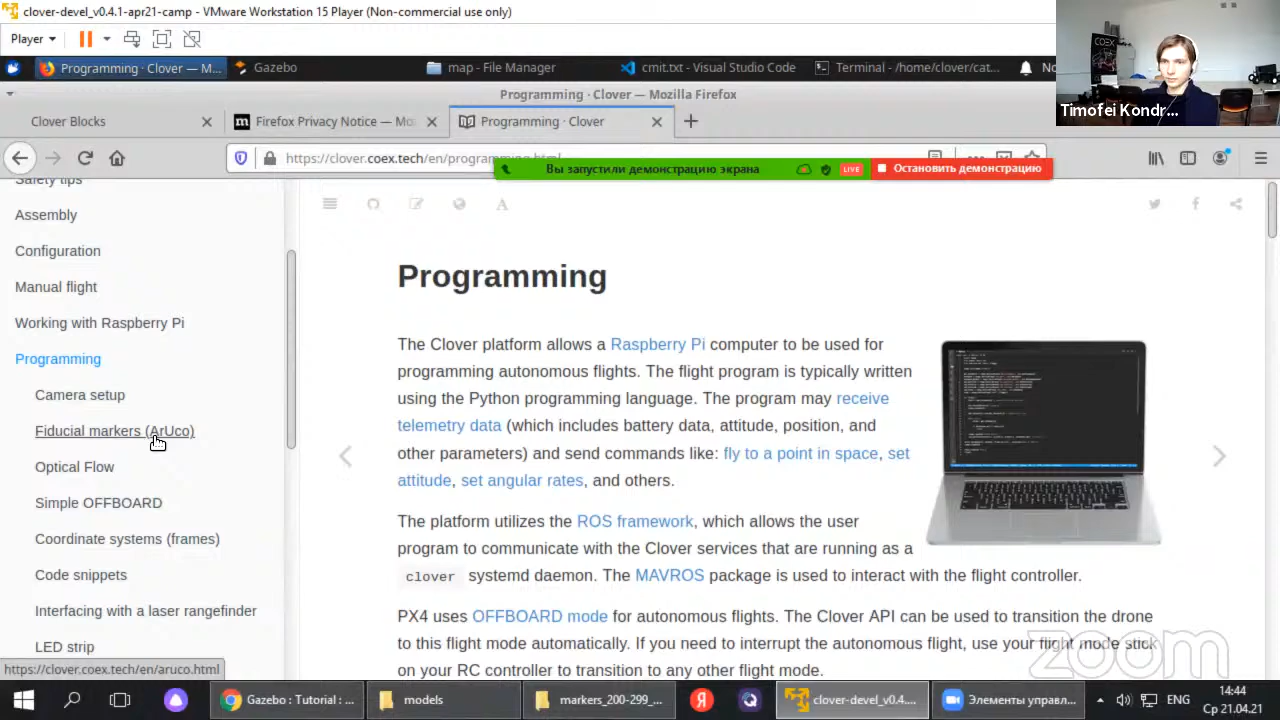 clover-devel_v0.4.1-apr21-camp - VMware Workstation 15 Player (Non-commercial use only)
Player
Programming · Clover — M...
Gazebo
map - File Manager
cmit.txt - Visual Studio Code
Terminal - /home/clover/cat...
No
COEX
Timofei Kondr...
Programming · Clover — Mozilla Firefox
Clover Blocks
Firefox Privacy Notice — Mo
Programming · Clover
https://clover.coex.tech/en/programming.html
Вы запустили демонстрацию экрана
LIVE
Остановить демонстрацию
Safety tips
Assembly
Configuration
Manual flight
Working with Raspberry Pi
Programming
Camera setup
Fiducial markers (ArUco)
Optical Flow
Simple OFFBOARD
Coordinate systems (frames)
Code snippets
Interfacing with a laser rangefinder
LED strip
https://clover.coex.tech/en/aruco.html
Programming
The Clover platform allows a Raspberry Pi computer to be used for
programming autonomous flights. The flight program is typically written
using the Python programming language. The program may receive
telemetry data (which includes battery data, attitude, position, and
other parameters) and send commands like: fly to a point in space, set
attitude, set angular rates, and others.
The platform utilizes the ROS framework, which allows the user
program to communicate with the Clover services that are running as a
clover systemd daemon. The MAVROS package is used to interact with the flight controller.
PX4 uses OFFBOARD mode for autonomous flights. The Clover API can be used to transition the drone
to this flight mode automatically. If you need to interrupt the autonomous flight, use your flight mode stick
on your RC controller to transition to any other flight mode.
zoom
Gazebo : Tutorial : ...
models
markers_200-299_...
Я
clover-devel_v0.4....
Элементы управл...
ENG
14:44
Ср 21.04.21